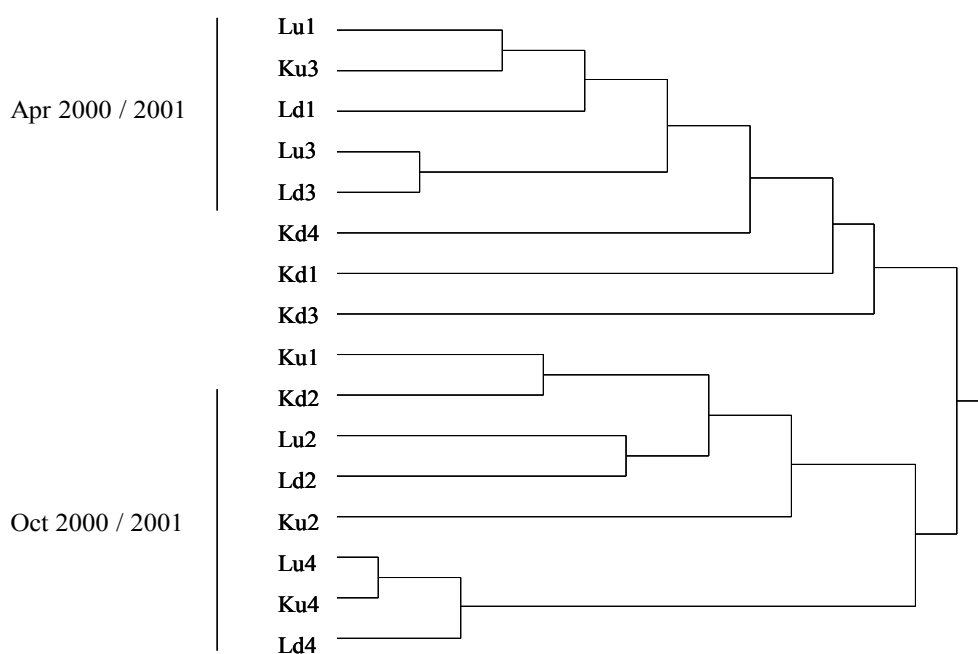 Lu1
Ku3
Ld1
Apr 2000 / 2001
Lu3
Ld3
Kd4
Kd1
Kd3
Ku1
Kd2
Lu2
Ld2
Oct 2000 / 2001
Ku2
Lu4
Ku4
Ld4